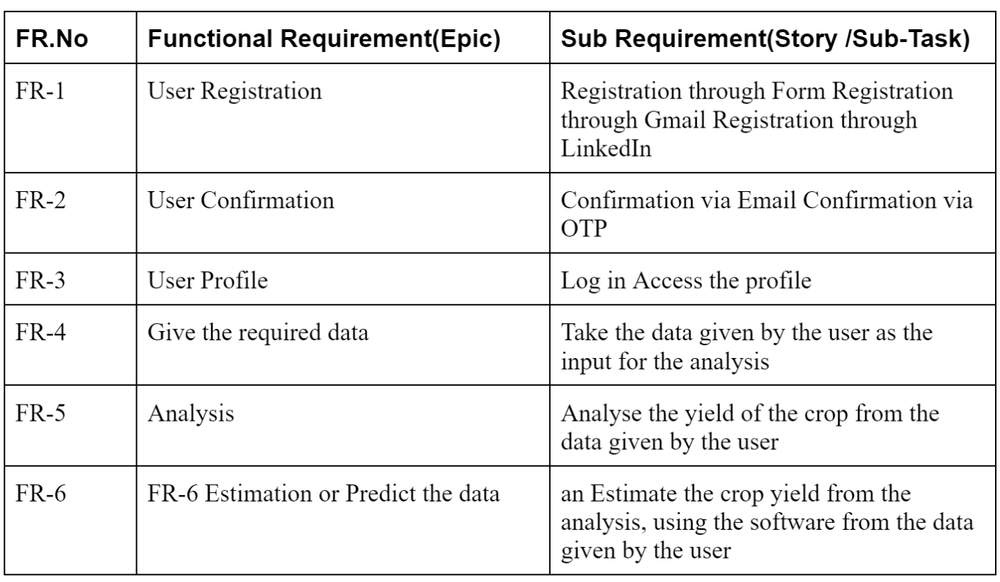 FR.No Functional Requirement(Epic) Sub Requirement(Story /Sub-Task)
FR-1 User Registration Registration through Form Registration
through Gmail Registration through
LinkedIn
FR-2 User Confirmation Confirmation via Email Confirmation via
OTP
FR-3 User Profile Log in Access the profile
FR-4 Give the required data Take the data given by the user as the
input for the analysis
FR-5 Analysis Analyse the yield of the crop from the
data given by the user
FR-6 FR-6 Estimation or Predict the data an Estimate the crop yield from the
analysis, using the software from the data
given by the user